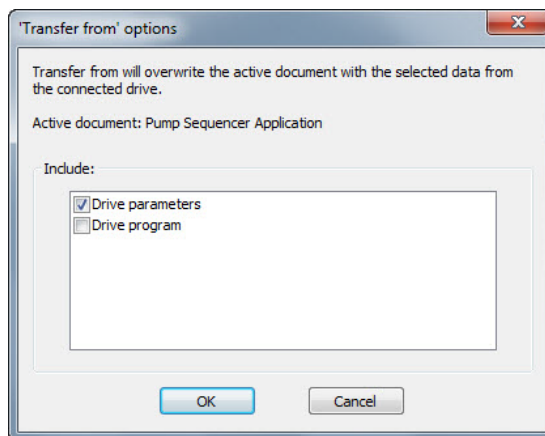 'Transfer from' options
Transfer from will overwrite the active document with the selected data from
the connected drive.
Active document: Pump Sequencer Application
Include:
Drive parameters
Drive program
OK
Cancel